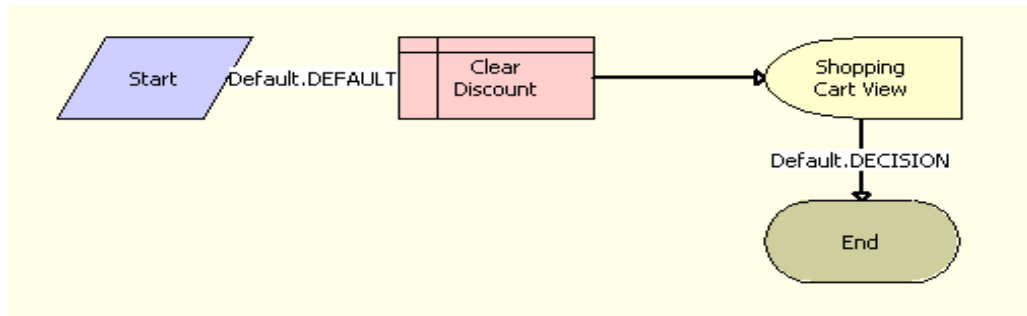 Start
Default.DEFAULT
Clear
Discount
Shopping
Cart View
Default.DECISION
End